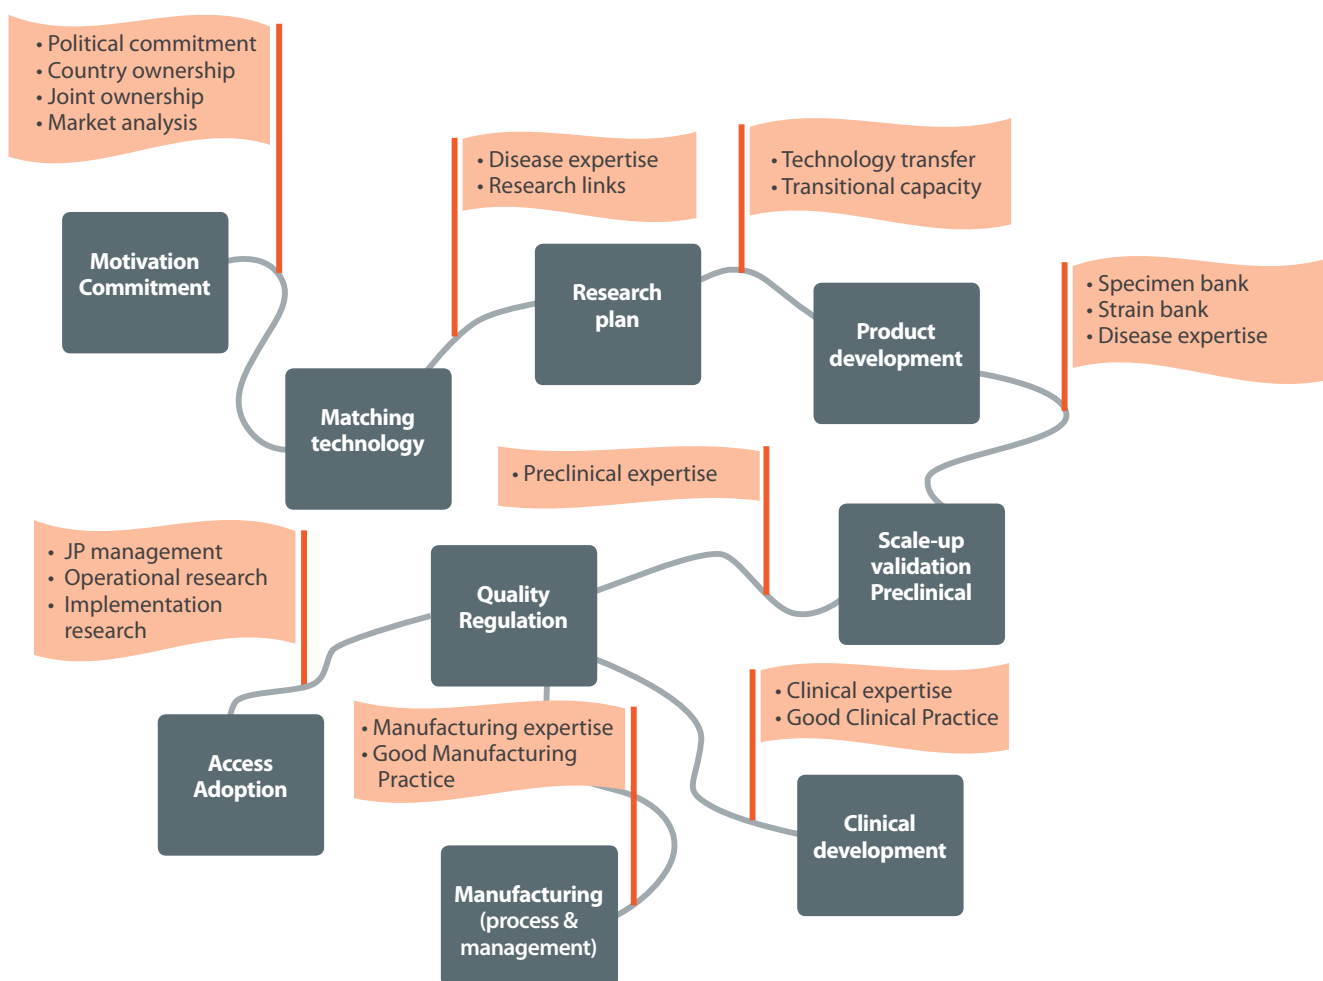 • Political commitment
• Country ownership
• Joint ownership
• Market analysis
• Disease expertise
• Research links
• Technology transfer
• Transitional capacity
Motivation
Commitment
Research
plan
• Specimen bank
• Strain bank
• Disease expertise
Product
development
Matching
technology
• Preclinical expertise
Scale-up
validation
Preclinical
• JP management
• Operational research
• Implementation
research
Quality
Regulation
• Clinical expertise
• Good Clinical Practice
• Manufacturing expertise
• Good Manufacturing
Practice
Access
Adoption
Clinical
development
Manufacturing
(process &
management)